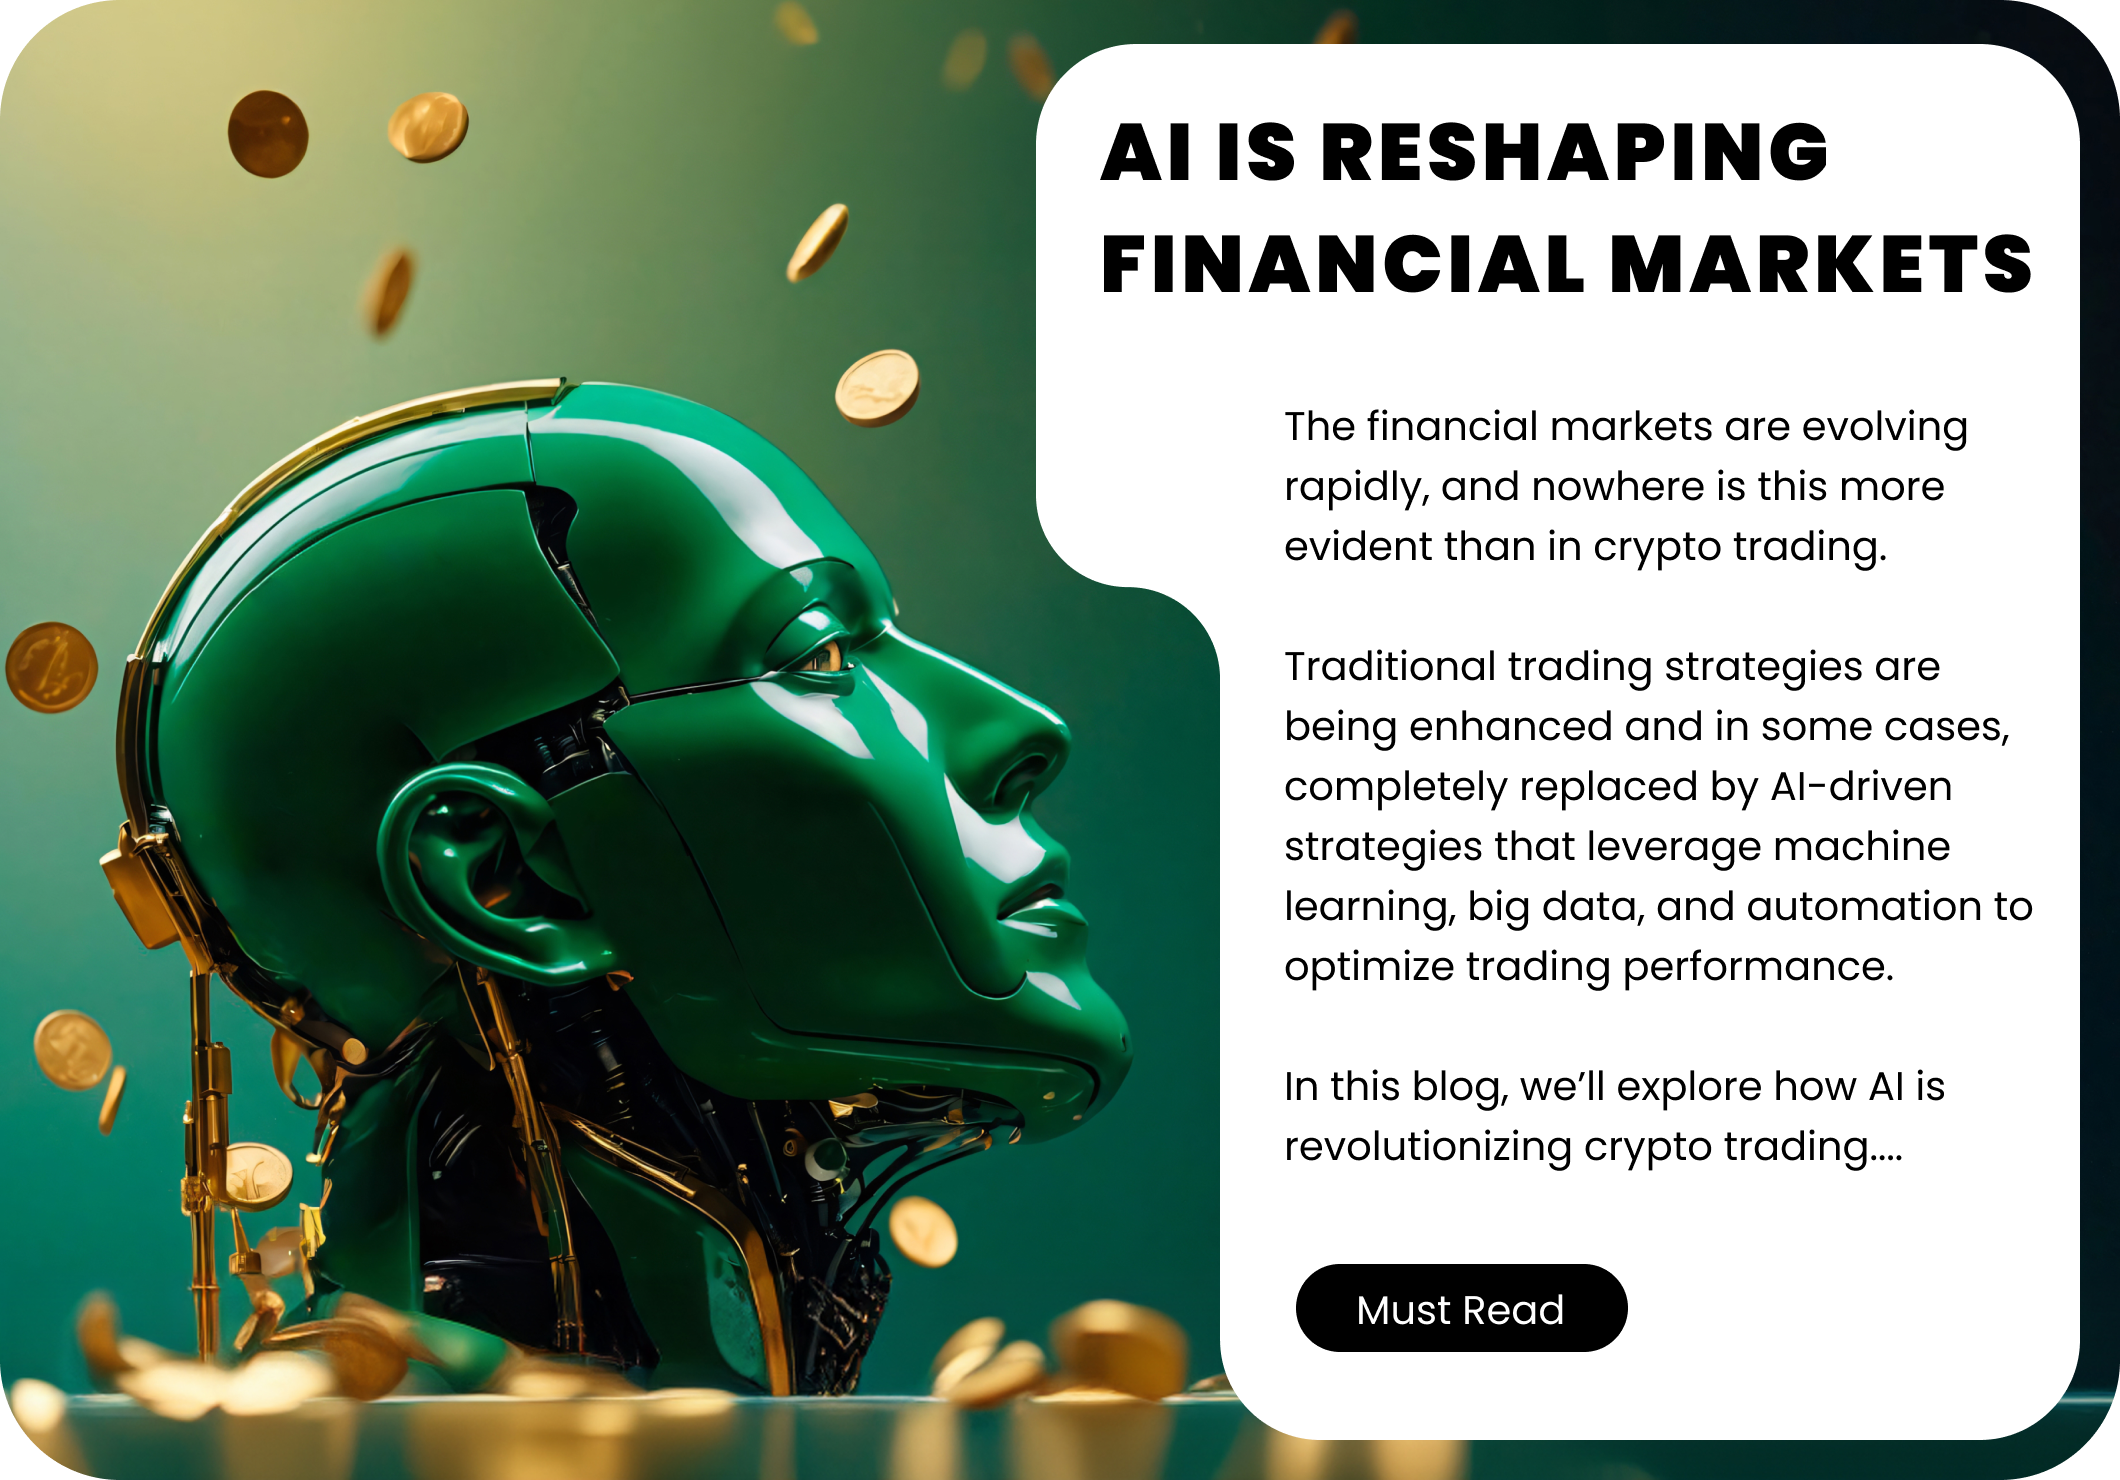 AI IS RESHAPING
FINANCIAL MARKETS
The financial markets are evolving
rapidly, and nowhere is this more
evident than in crypto trading.
Traditional trading strategies are
being enhanced and in some cases,
completely replaced by AI-driven
strategies that leverage machine
learning, big data, and automation to
optimize trading performance.
In this blog, we’ll explore how AI is
revolutionizing crypto trading....
Must Read